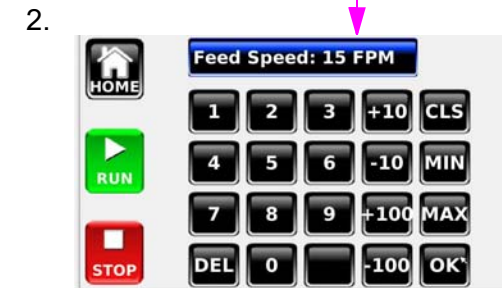 2.
HOME
Feed Speed: 15 FPM
1 2 3 +10 CLS
RUN
4 5 6 -10 MIN
7 8 9 +100 MAX
STOP
DEL 0 -100 OK